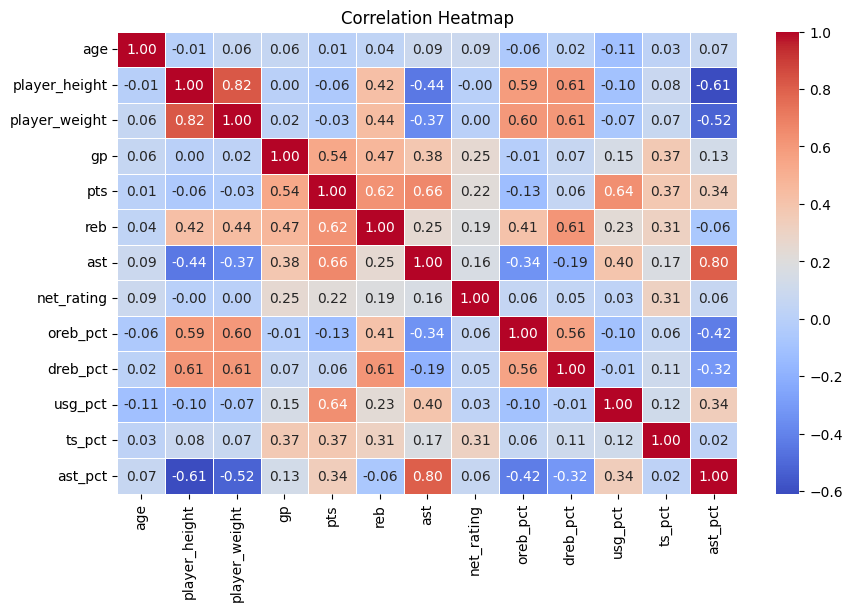 Correlation Heatmap
age 1.00 -0.01 0.06 0.06 0.01 0.04 0.09 0.09 -0.06 0.02 -0.11 0.03 0.07
player_height -0.01 1.00 0.82 0.00 -0.06 0.42 -0.44 -0.00 0.59 0.61 -0.10 0.08 -0.61
player_weight 0.06 0.82 1.00 0.02 -0.03 0.44 -0.37 0.00 0.60 0.61 -0.07 0.07 -0.52
gp 0.06 0.00 0.02 1.00 0.54 0.47 0.38 0.25 -0.01 0.07 0.15 0.37 0.13
pts 0.01 -0.06 -0.03 0.54 1.00 0.62 0.66 0.22 -0.13 0.06 0.64 0.37 0.34
reb 0.04 0.42 0.44 0.47 0.62 1.00 0.25 0.19 0.41 0.61 0.23 0.31 -0.06
ast 0.09 -0.44 -0.37 0.38 0.66 0.25 1.00 0.16 -0.34 -0.19 0.40 0.17 0.80
net_rating 0.09 -0.00 0.00 0.25 0.22 0.19 0.16 1.00 0.06 0.05 0.03 0.31 0.06
oreb_pct -0.06 0.59 0.60 -0.01 -0.13 0.41 -0.34 0.06 1.00 0.56 -0.10 0.06 -0.42
dreb_pct 0.02 0.61 0.61 0.07 0.06 0.61 -0.19 0.05 0.56 1.00 -0.01 0.11 -0.32
usg_pct -0.11 -0.10 -0.07 0.15 0.64 0.23 0.40 0.03 -0.10 -0.01 1.00 0.12 0.34
ts_pct 0.03 0.08 0.07 0.37 0.37 0.31 0.17 0.31 0.06 0.11 0.12 1.00 0.02
ast_pct 0.07 -0.61 -0.52 0.13 0.34 -0.06 0.80 0.06 -0.42 -0.32 0.34 0.02 1.00
age player_height player_weight gp pts reb ast net_rating oreb_pct dreb_pct usg_pct ts_pct ast_pct
1.0
0.8
0.6
0.4
0.2
0.0
−0.2
−0.4
−0.6